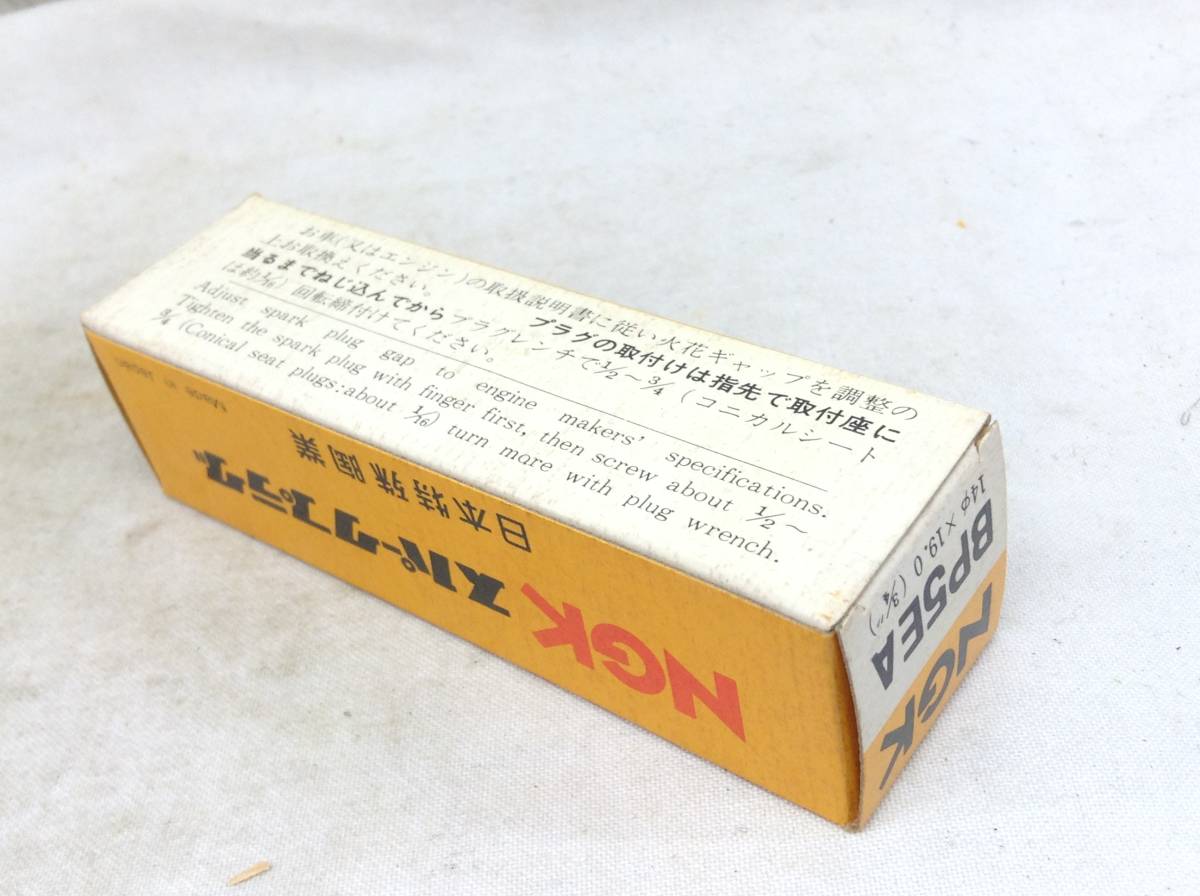 お車(又はエンジン)の取扱説明書に従い火花ギャップを調整の
上お取換えください。 プラグの取付けは指先で取付座に
当るまでねじ込んでからプラグレンチで1/2〜3/4 (コニカルシート
は約1/16) 回転締付けてください。
Adjust spark plug gap to engine makers' specifications.
Tighten the spark plug with finger first, then screw about 1/2〜
3/4 (Conical seat plugs: about 1/16) turn more with plug wrench.
NGK スパークプラグ
日本特殊陶業
Made in Japan
NGK
BP5EA
14φ × 19.0 (3/4")